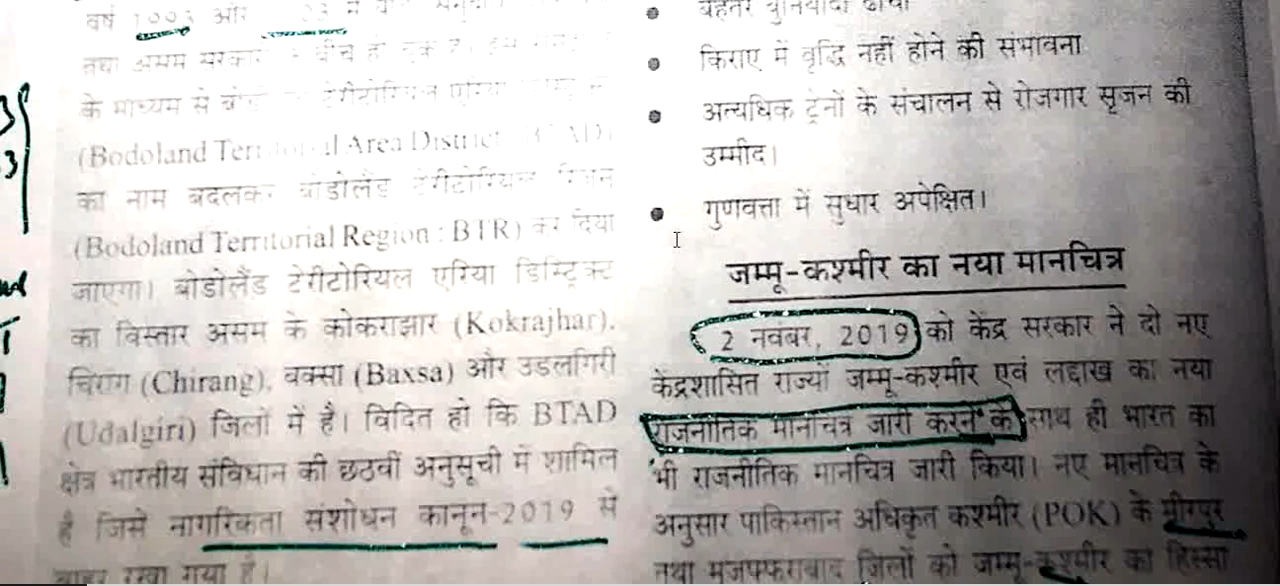 वर्ष 1993 और में
तथा असम सरकार के बीच हो चुके है। इस
के माध्यम से बोडो टेरीटोरियल एरिया
(Bodoland Territorial Area District : BTAD)
का नाम बदलकर बोडोलैंड टेरीटोरियल रिजन
(Bodoland Territorial Region : BTR) कर दिया
जाएगा। बोडोलैंड टेरीटोरियल एरिया डिस्ट्रिक्ट
का विस्तार असम के कोकराझार (Kokrajhar),
चिरांग (Chirang), वक्सा (Baxsa) और उडलगिरी
(Udalgiri) जिलों में है। विदित हो कि BTAD
क्षेत्र भारतीय संविधान की छठवीं अनुसूची में शामिल
है जिसे नागरिकता संशोधन कानून-2019 से
बाहर रखा गया है।
• बेहतर बुनियादी ढांचा
• किराए में वृद्धि नहीं होने की संभावना
• अत्यधिक ट्रेनों के संचालन से रोजगार सृजन की
उम्मीद।
• गुणवत्ता में सुधार अपेक्षित।
जम्मू-कश्मीर का नया मानचित्र
2 नवंबर, 2019 को केंद्र सरकार ने दो नए
केंद्रशासित राज्यों जम्मू-कश्मीर एवं लद्दाख का नया
राजनीतिक मानचित्र जारी करने के साथ ही भारत का
भी राजनीतिक मानचित्र जारी किया। नए मानचित्र के
अनुसार पाकिस्तान अधिकृत कश्मीर (POK) के मीरपुर
तथा मुजफ्फराबाद जिलों को जम्मू-कश्मीर का हिस्सा